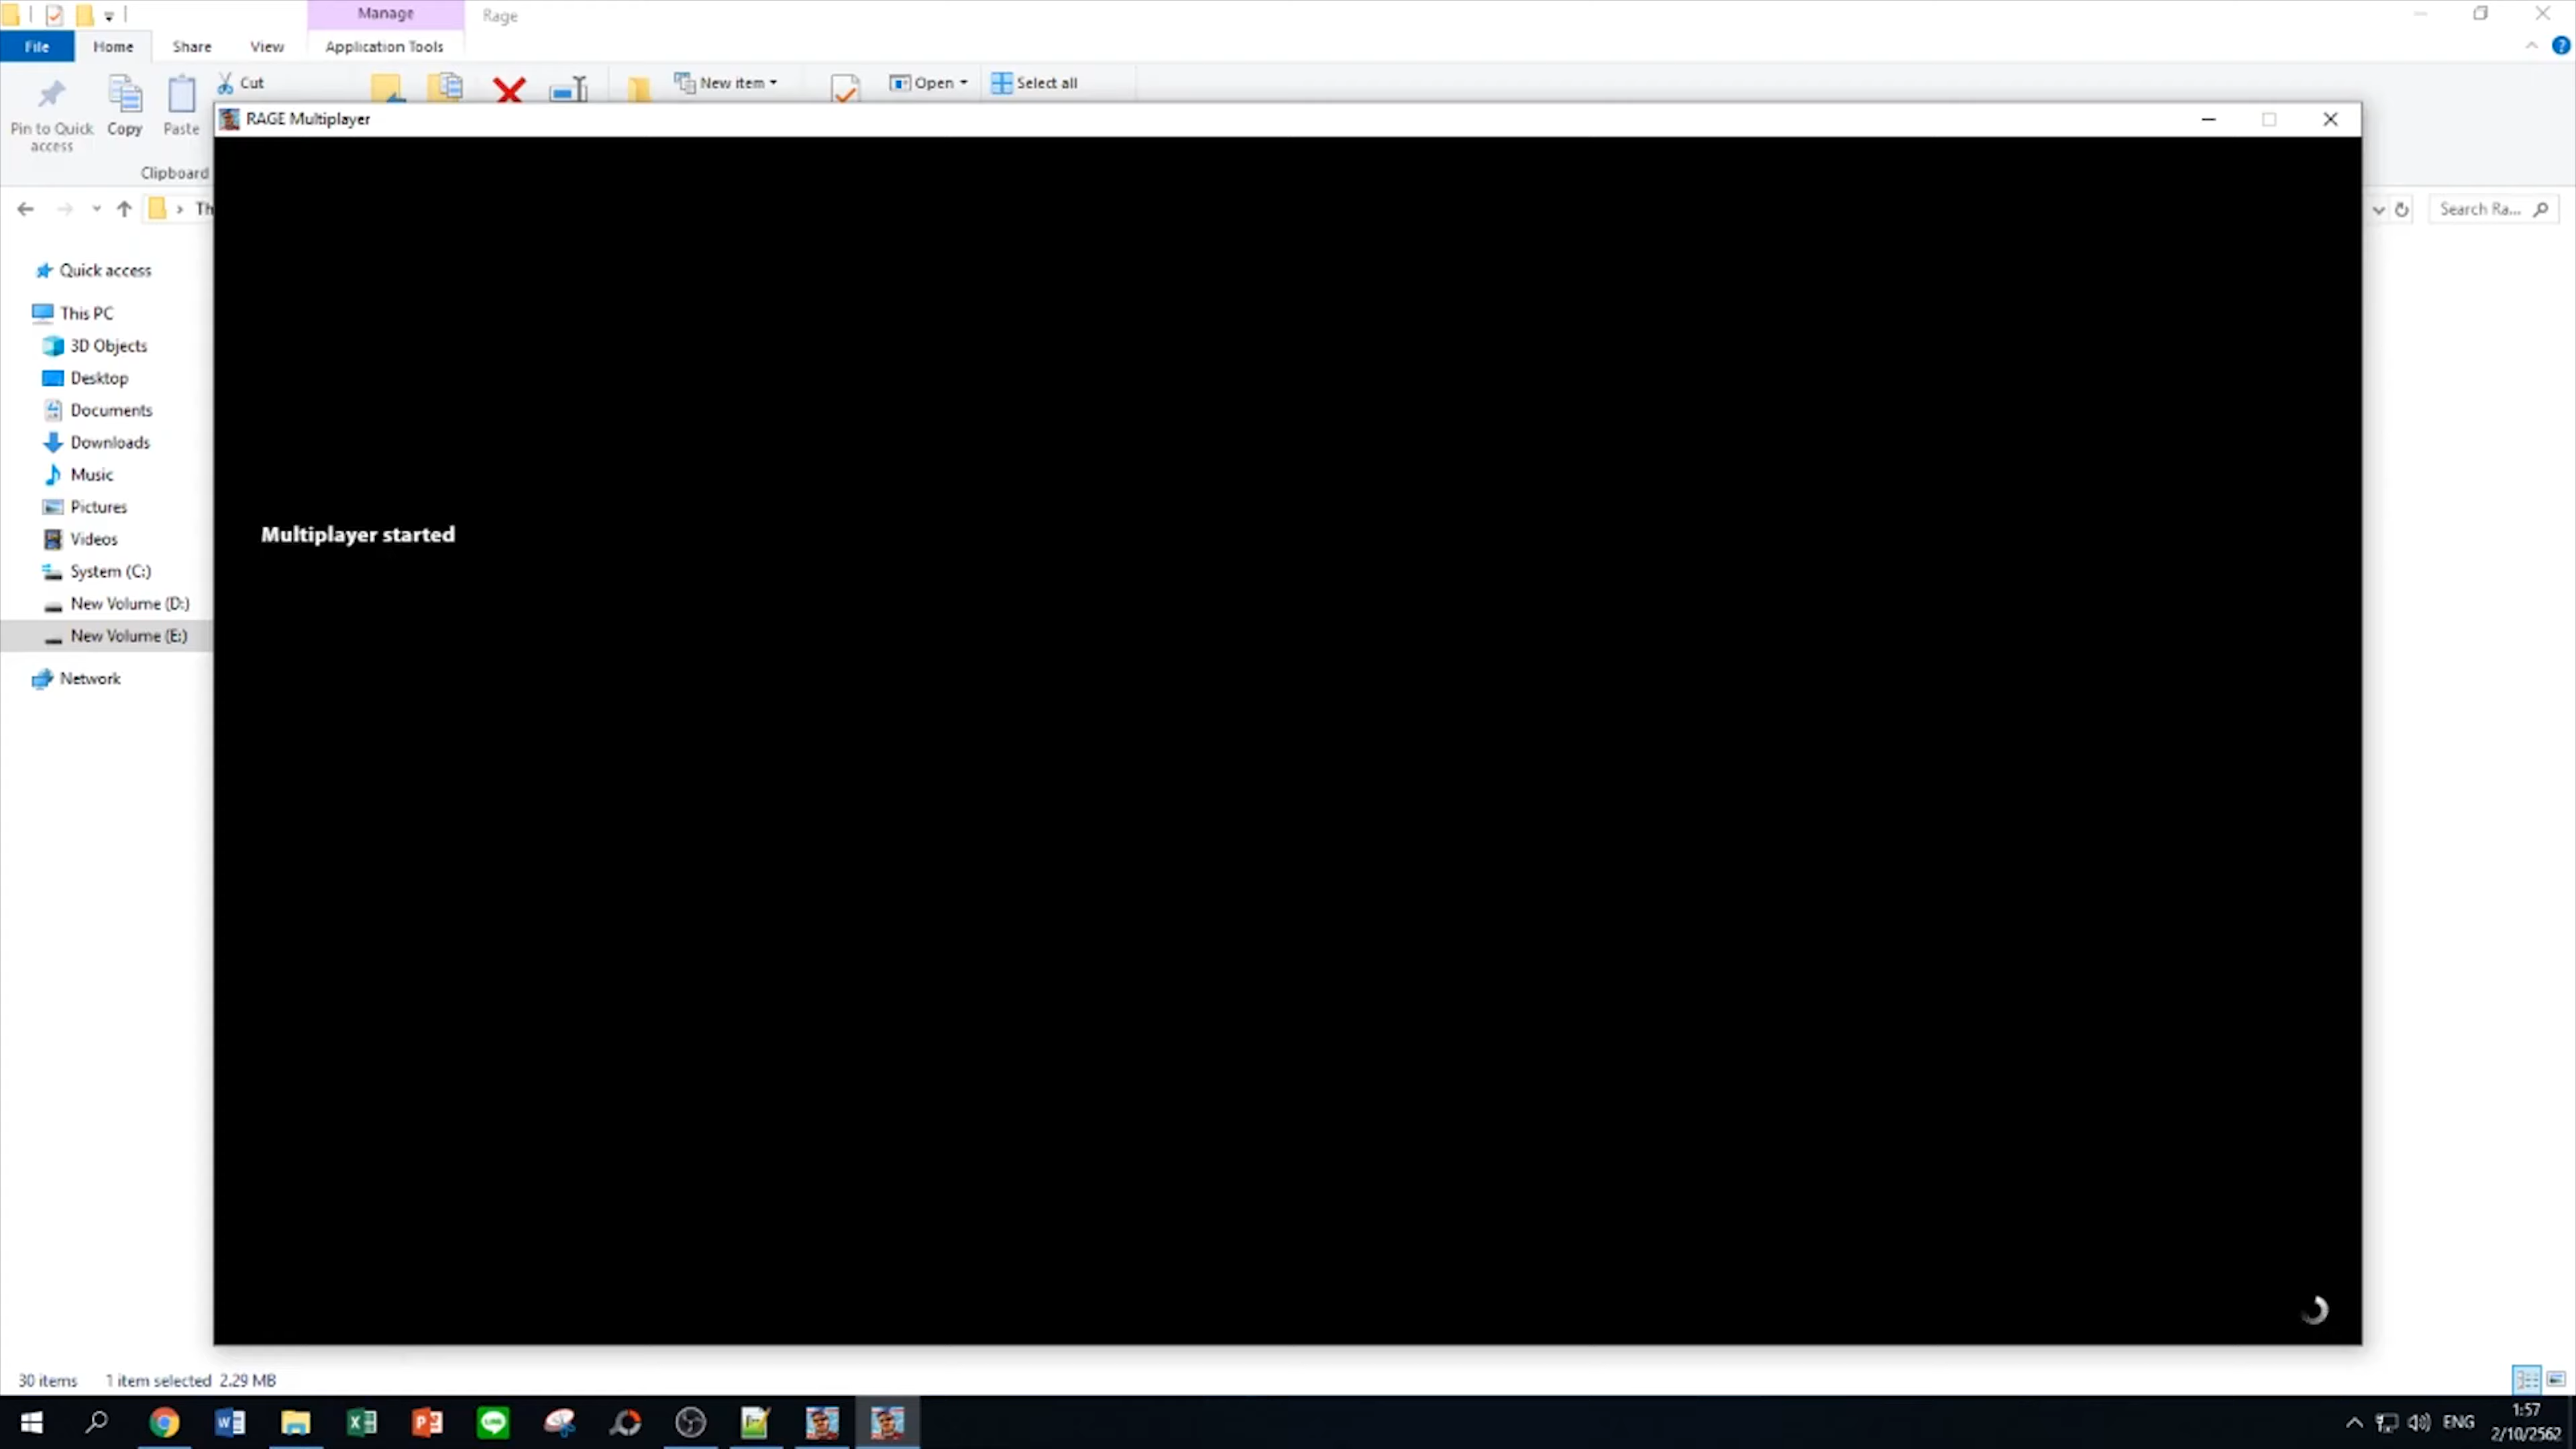 Manage
Rage
File
Home
Share
View
Application Tools
Pin to Quick access
Copy
Paste
Cut
New item
Open
Select all
Clipboard
RAGE Multiplayer
Th
Search Ra...
Quick access
This PC
3D Objects
Desktop
Documents
Downloads
Music
Pictures
Videos
System (C:)
New Volume (D:)
New Volume (E:)
Network
Multiplayer started
30 items
1 item selected 2.29 MB
ENG
1:57
2/10/2562